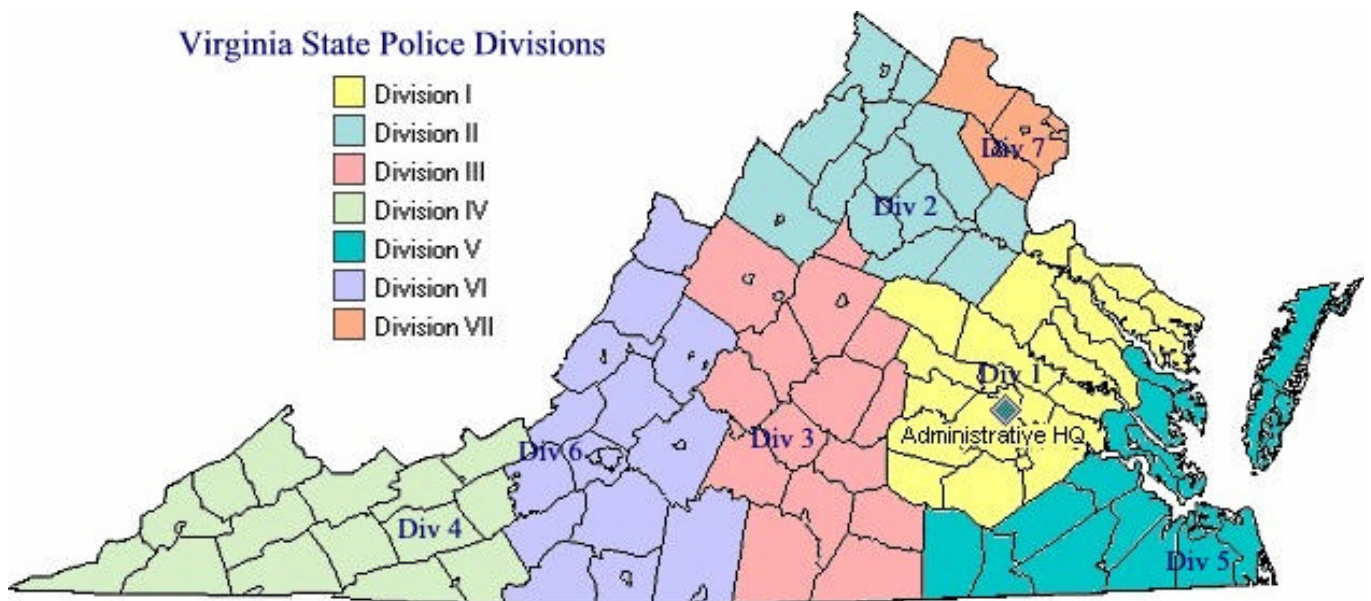 Virginia State Police Divisions
Division I
Division II
Division III
Division IV
Division V
Division VI
Division VII
Div 7
Div 2
Div 1
Administrative HQ
Div 3
Div 6
Div 4
Div 5